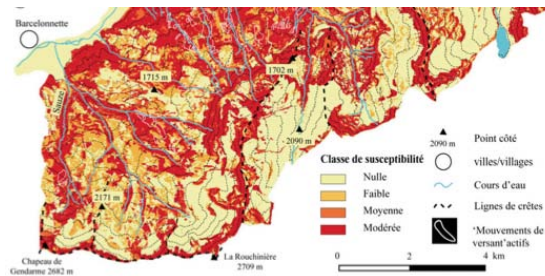 Barcelonnette
1715 m
1702 m
2090 m
2171 m
Chapeau de
Gendarme 2682 m
La Rouchinière
2709 m
Classe de susceptibilité
Nulle
Faible
Moyenne
Modérée
2090 m
Point côté
villes/villages
Cours d'eau
Lignes de crêtes
'Mouvements de
versant'actifs
0 2 4 km